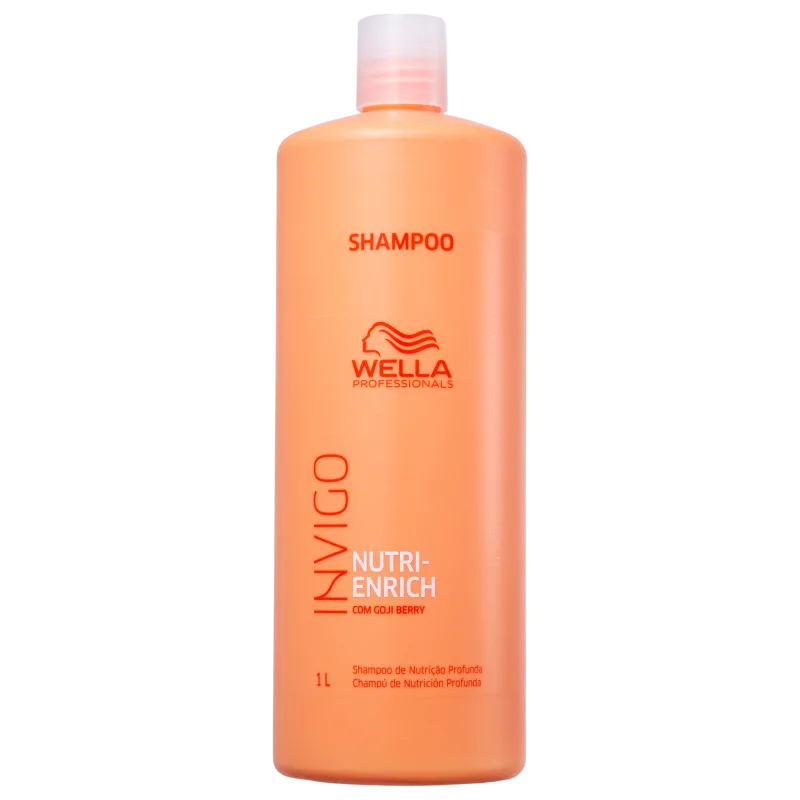 SHAMPOO
WELLA
PROFESSIONALS
INVIGO
NUTRI-
ENRICH
COM GOJI BERRY
1 L
Shampoo de Nutrição Profunda
Champú de Nutrición Profunda